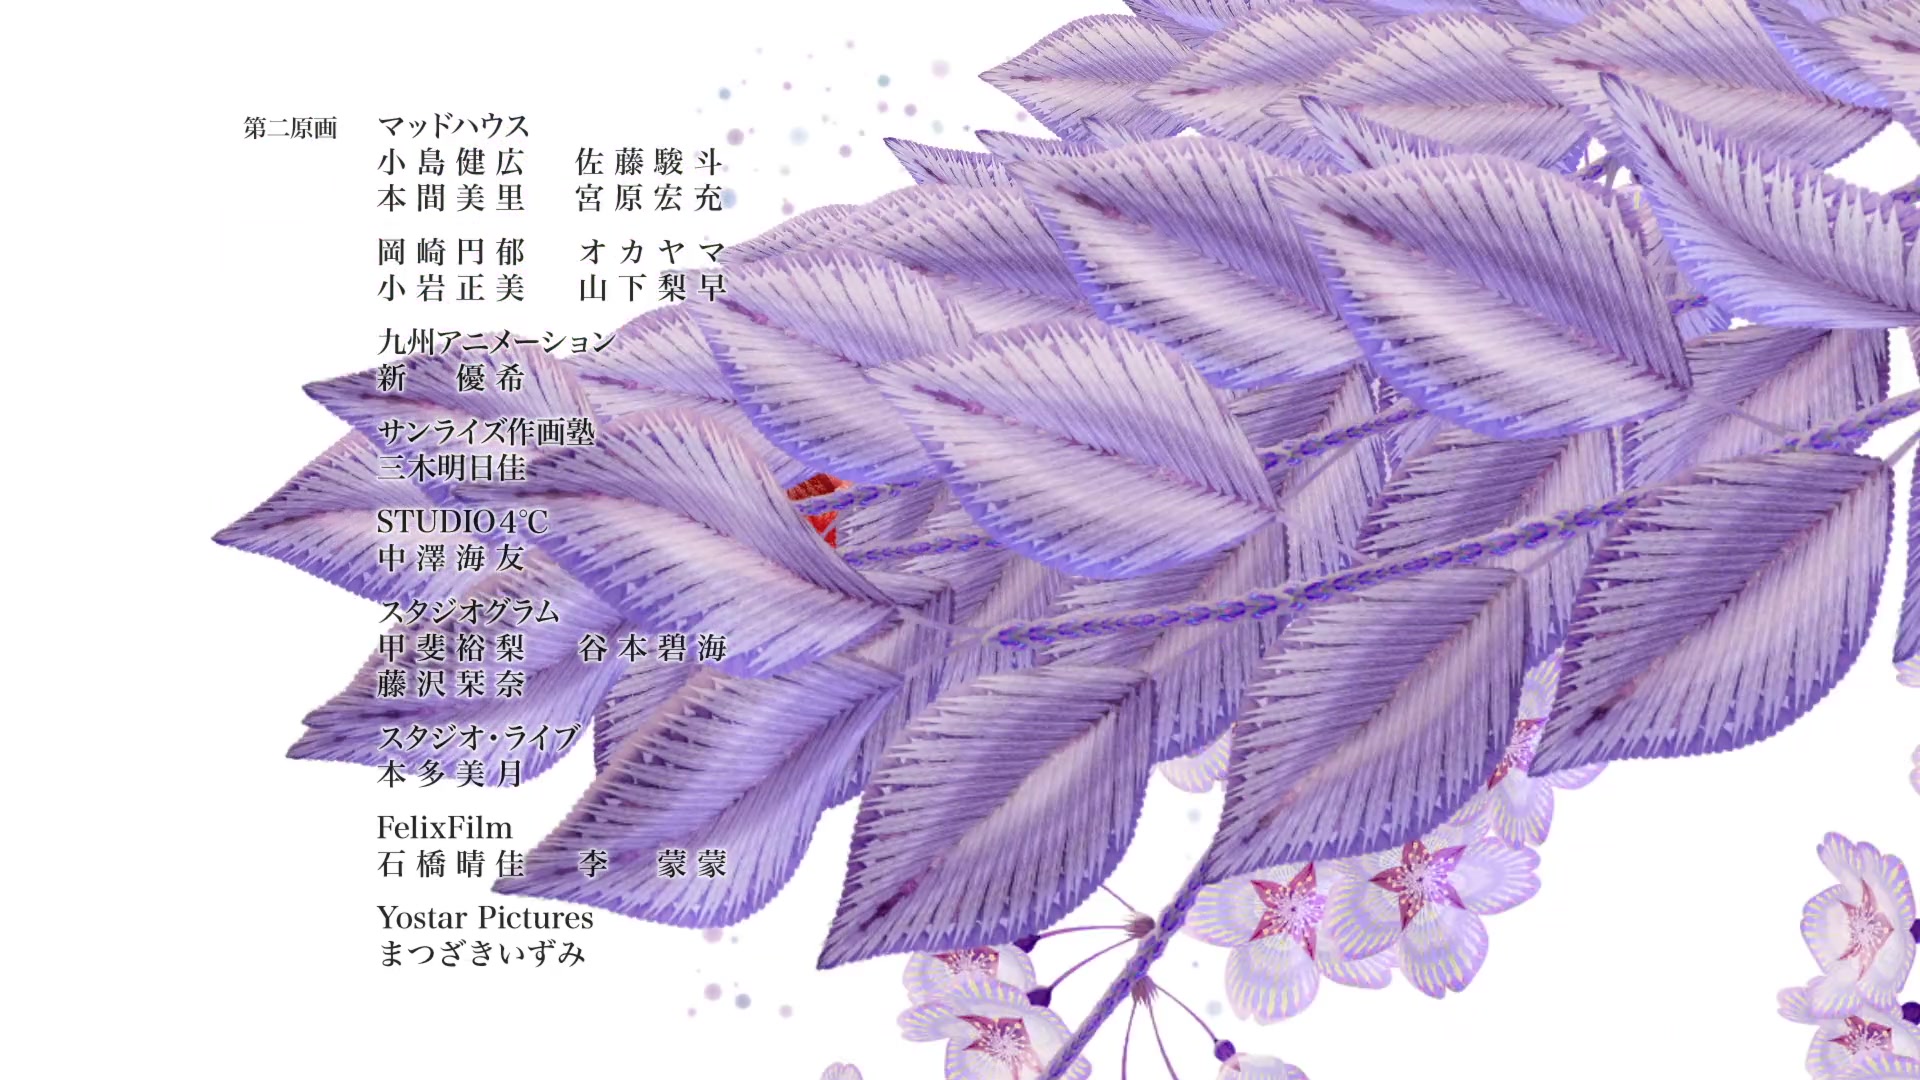 第二原画 マッドハウス
小島健広 佐藤駿斗
本間美里 宮原宏充
岡崎円郁 オカヤマ
小岩正美 山下梨早
九州アニメーション
新 優希
サンライズ作画塾
三木明日佳
STUDIO4℃
中澤海友
スタジオグラム
甲斐裕梨 谷本碧海
藤沢栞奈
スタジオ・ライブ
本多美月
FelixFilm
石橋晴佳 李 蒙蒙
Yostar Pictures
まつざきいずみ